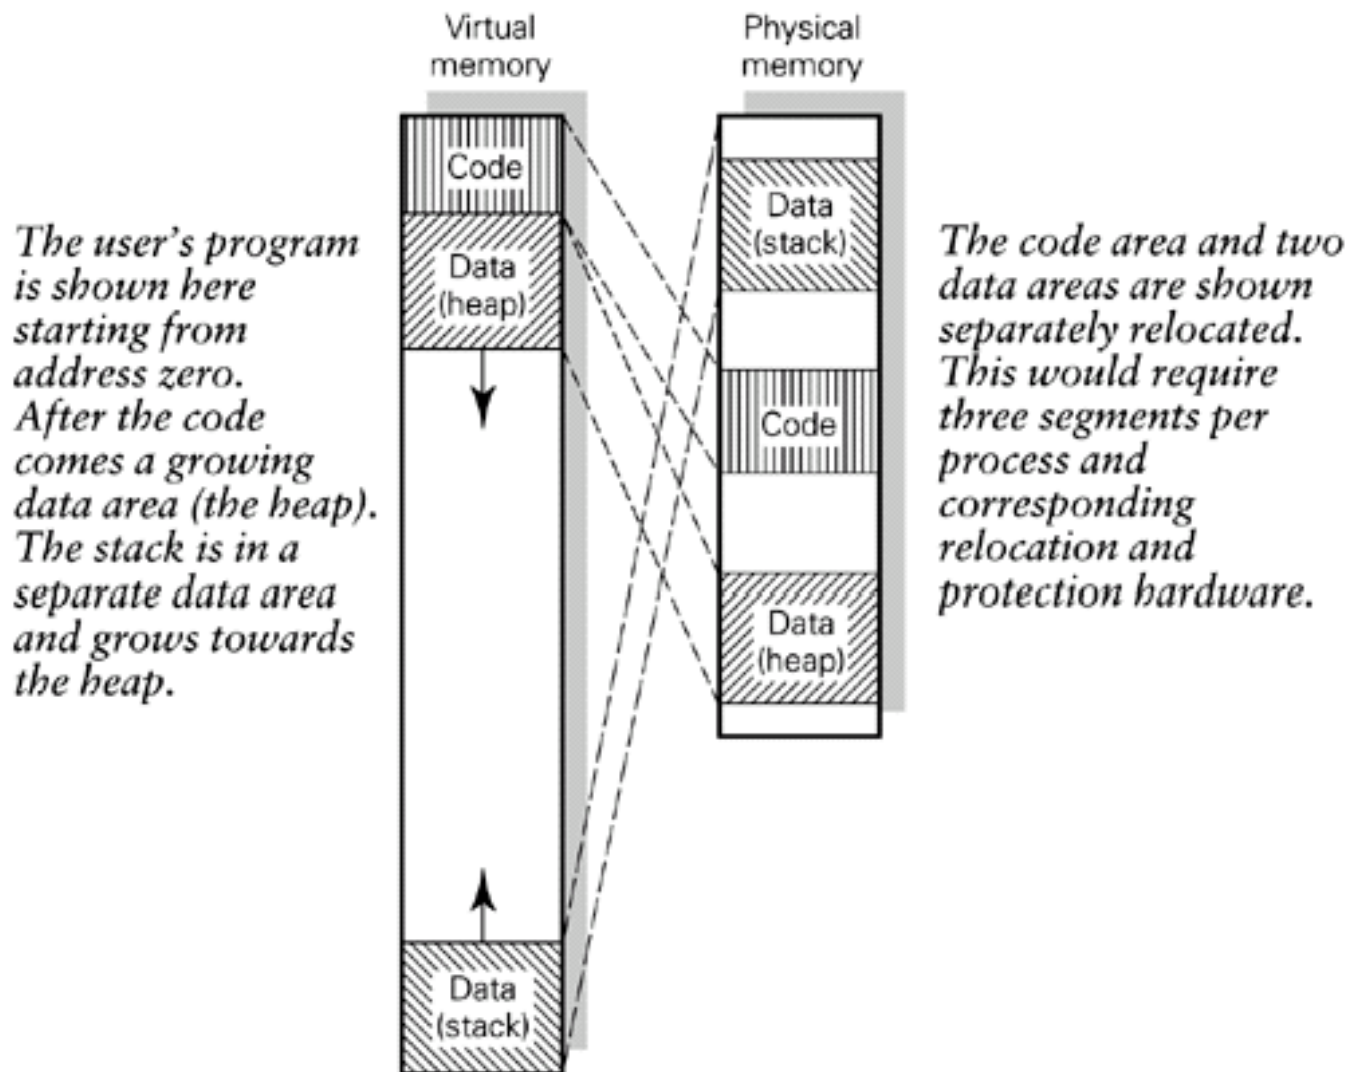 Virtual
memory
Physical
memory
The user's program
is shown here
starting from
address zero.
After the code
comes a growing
data area (the heap).
The stack is in a
separate data area
and grows towards
the heap.
Code
Data
(heap)
Data
(stack)
Data
(stack)
Code
Data
(heap)
The code area and two
data areas are shown
separately relocated.
This would require
three segments per
process and
corresponding
relocation and
protection hardware.